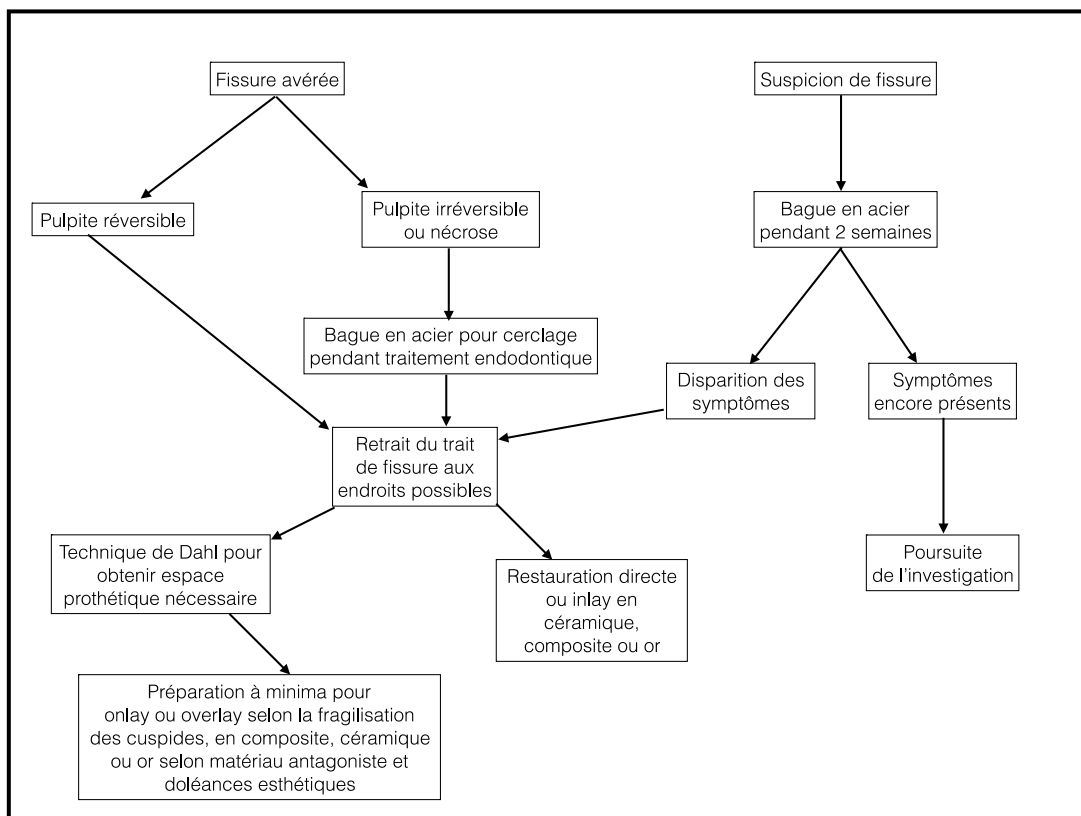 Fissure avérée
Suspicion de fissure
Pulpite réversible
Pulpite irréversible
ou nécrose
Bague en acier
pendant 2 semaines
Bague en acier pour cerclage
pendant traitement endodontique
Disparition des
symptômes
Symptômes
encore présents
Retrait du trait
de fissure aux
endroits possibles
Technique de Dahl pour
obtenir espace
prothétique nécessaire
Restauration directe
ou inlay en
céramique,
composite ou or
Poursuite
de l’investigation
Préparation à minima pour
onlay ou overlay selon la fragilisation
des cuspides, en composite, céramique
ou or selon matériau antagoniste et
doléances esthétiques